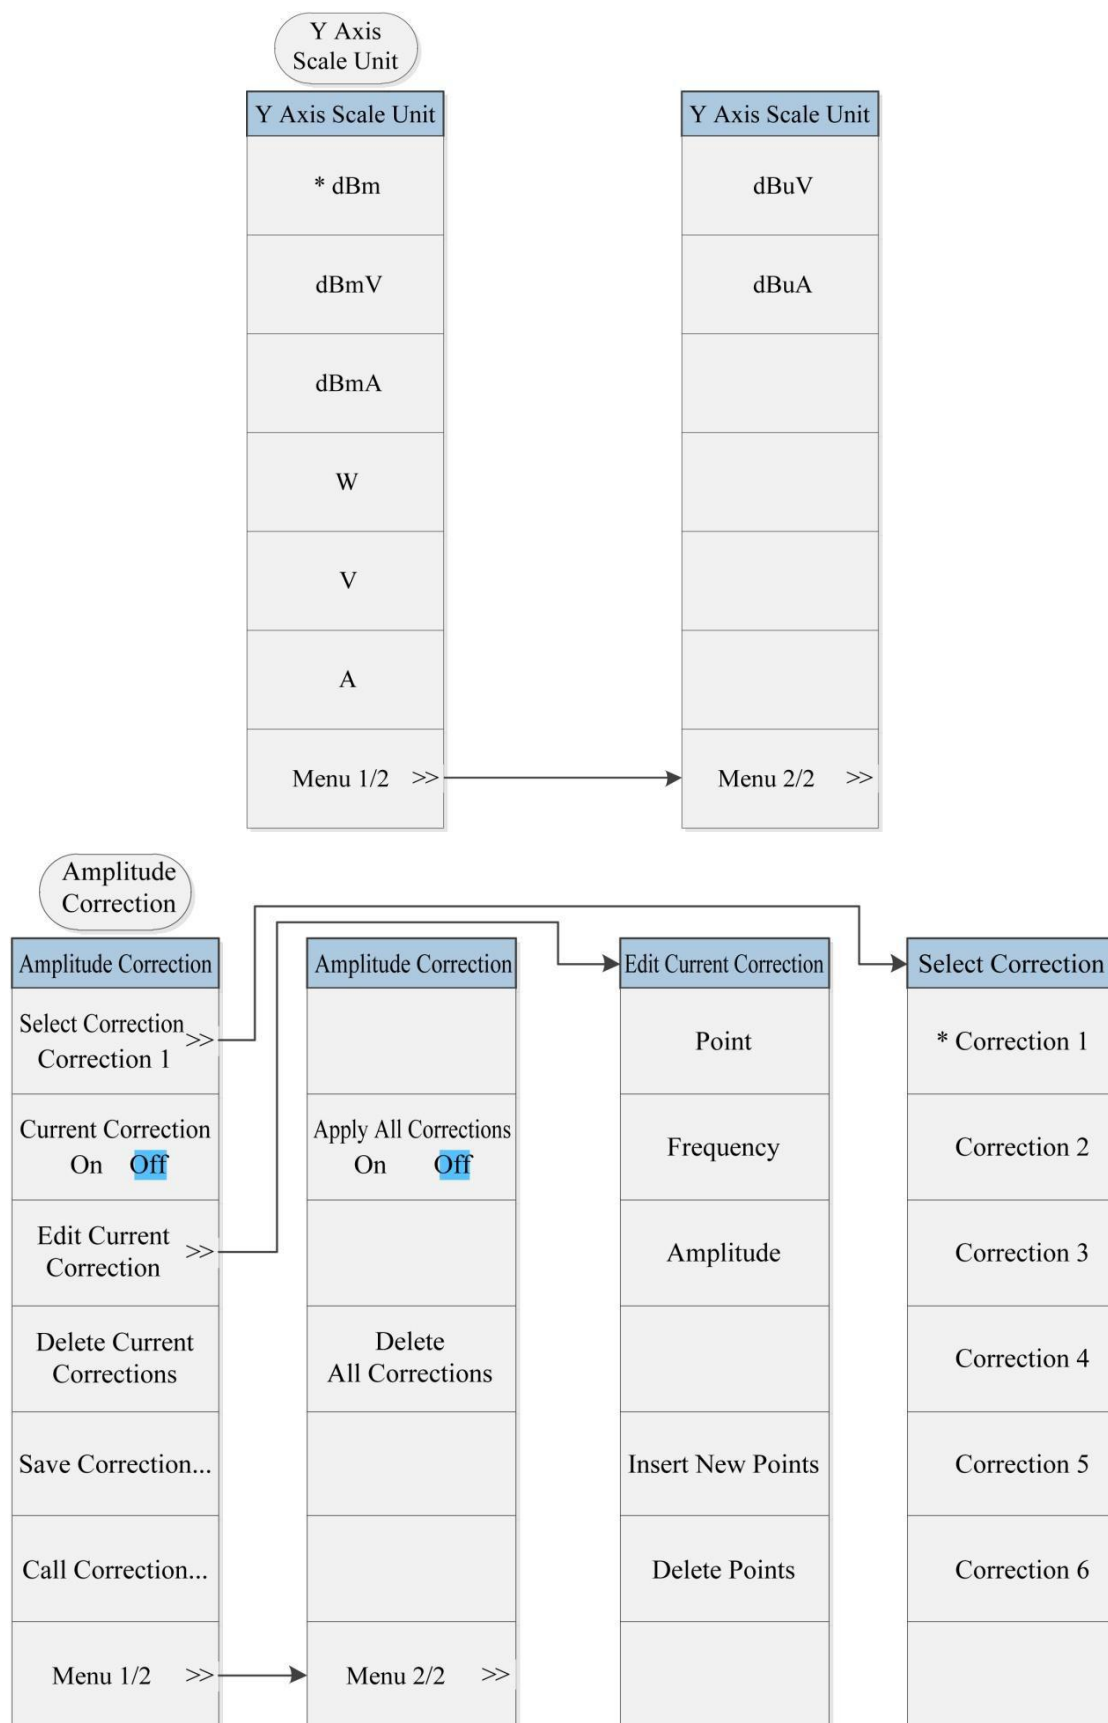 Y Axis
Scale Unit
Y Axis Scale Unit
* dBm
dBmV
dBmA
W
V
A
Menu 1/2 >>
Y Axis Scale Unit
dBuV
dBuA
Menu 2/2 >>
Amplitude
Correction
Amplitude Correction
Select Correction >>
Correction 1
Current Correction
On Off
Edit Current >>
Correction
Delete Current
Corrections
Save Correction...
Call Correction...
Menu 1/2 >>
Amplitude Correction
Apply All Corrections
On Off
Delete
All Corrections
Menu 2/2 >>
Edit Current Correction
Point
Frequency
Amplitude
Insert New Points
Delete Points
Select Correction
* Correction 1
Correction 2
Correction 3
Correction 4
Correction 5
Correction 6